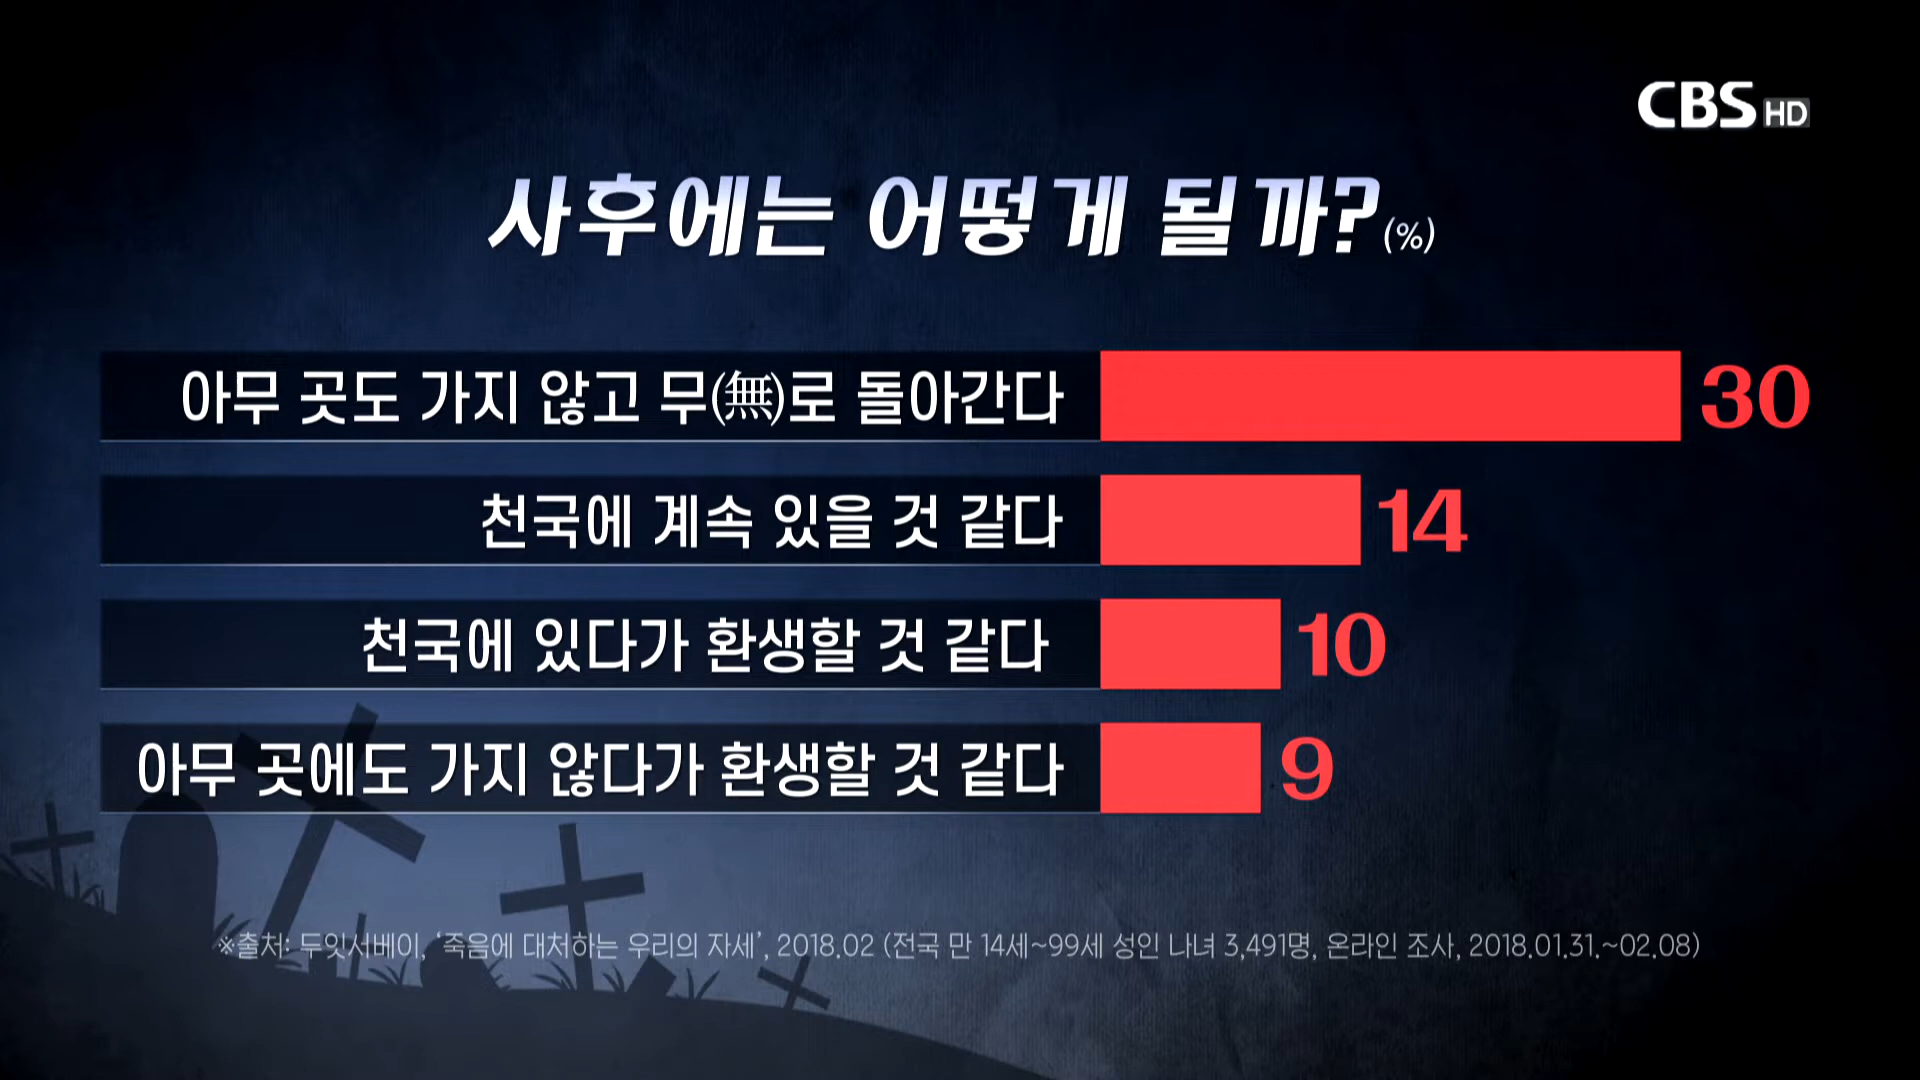 CBS HD
사후에는 어떻게 될까? (%)
아무 곳도 가지 않고 무(無)로 돌아간다 30
천국에 계속 있을 것 같다 14
천국에 있다가 환생할 것 같다 10
아무 곳에도 가지 않다가 환생할 것 같다 9
※출처: 두잇서베이, ‘죽음에 대처하는 우리의 자세’, 2018.02 (전국 만 14세~99세 성인 남녀 3,491명, 온라인 조사, 2018.01.31.~02.08)